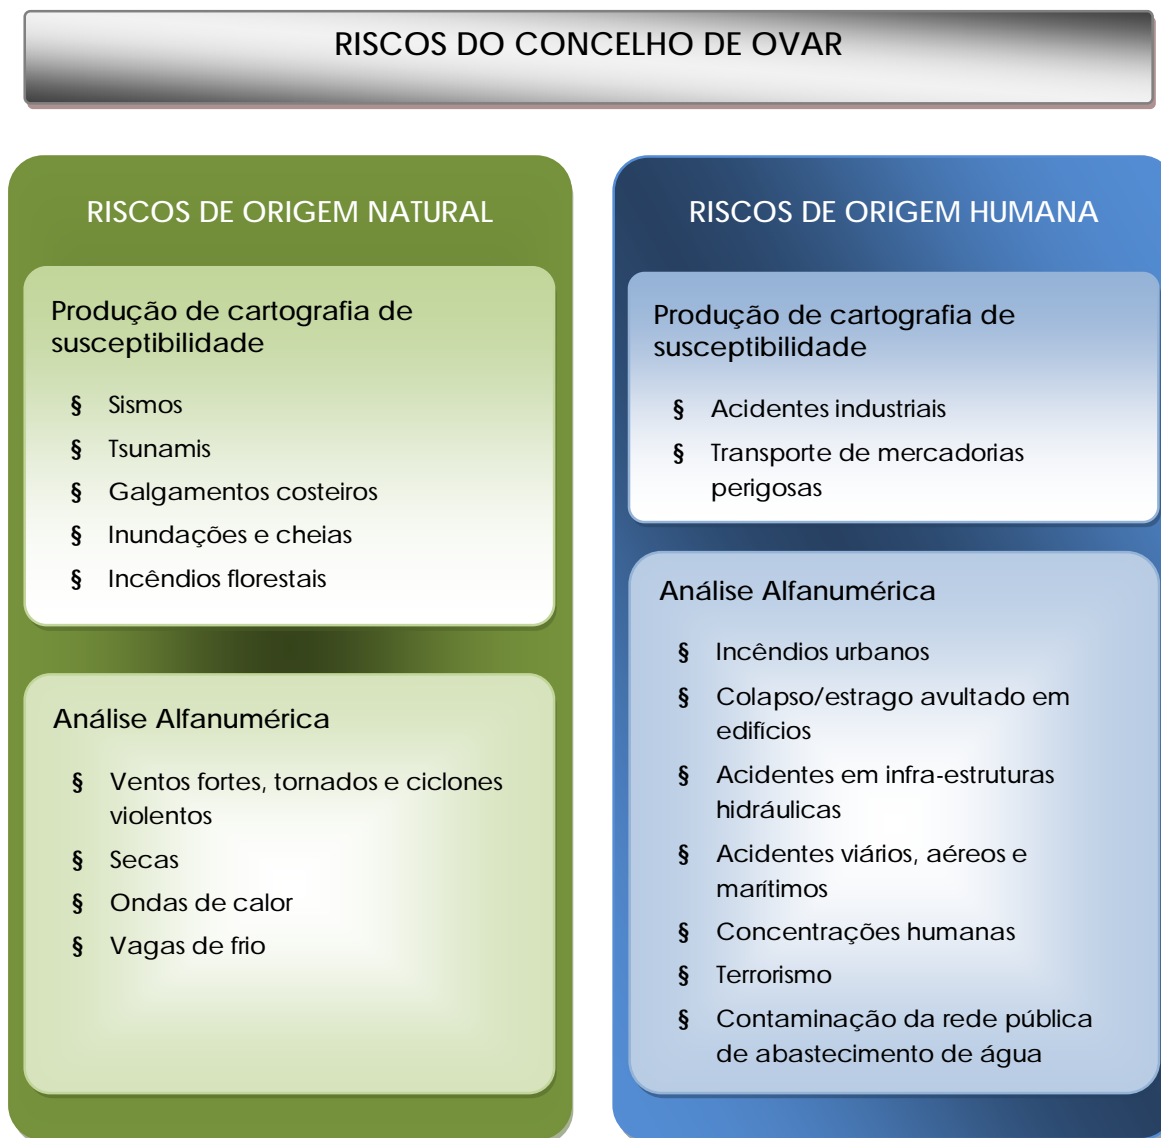 RISCOS DO CONCELHO DE OVAR
RISCOS DE ORIGEM NATURAL
Produção de cartografia de
susceptibilidade
§ Sismos
§ Tsunamis
§ Galgamentos costeiros
§ Inundações e cheias
§ Incêndios florestais
Análise Alfanumérica
§ Ventos fortes, tornados e ciclones
violentos
§ Secas
§ Ondas de calor
§ Vagas de frio
RISCOS DE ORIGEM HUMANA
Produção de cartografia de
susceptibilidade
§ Acidentes industriais
§ Transporte de mercadorias
perigosas
Análise Alfanumérica
§ Incêndios urbanos
§ Colapso/estrago avultado em
edifícios
§ Acidentes em infra-estruturas
hidráulicas
§ Acidentes viários, aéreos e
marítimos
§ Concentrações humanas
§ Terrorismo
§ Contaminação da rede pública
de abastecimento de água